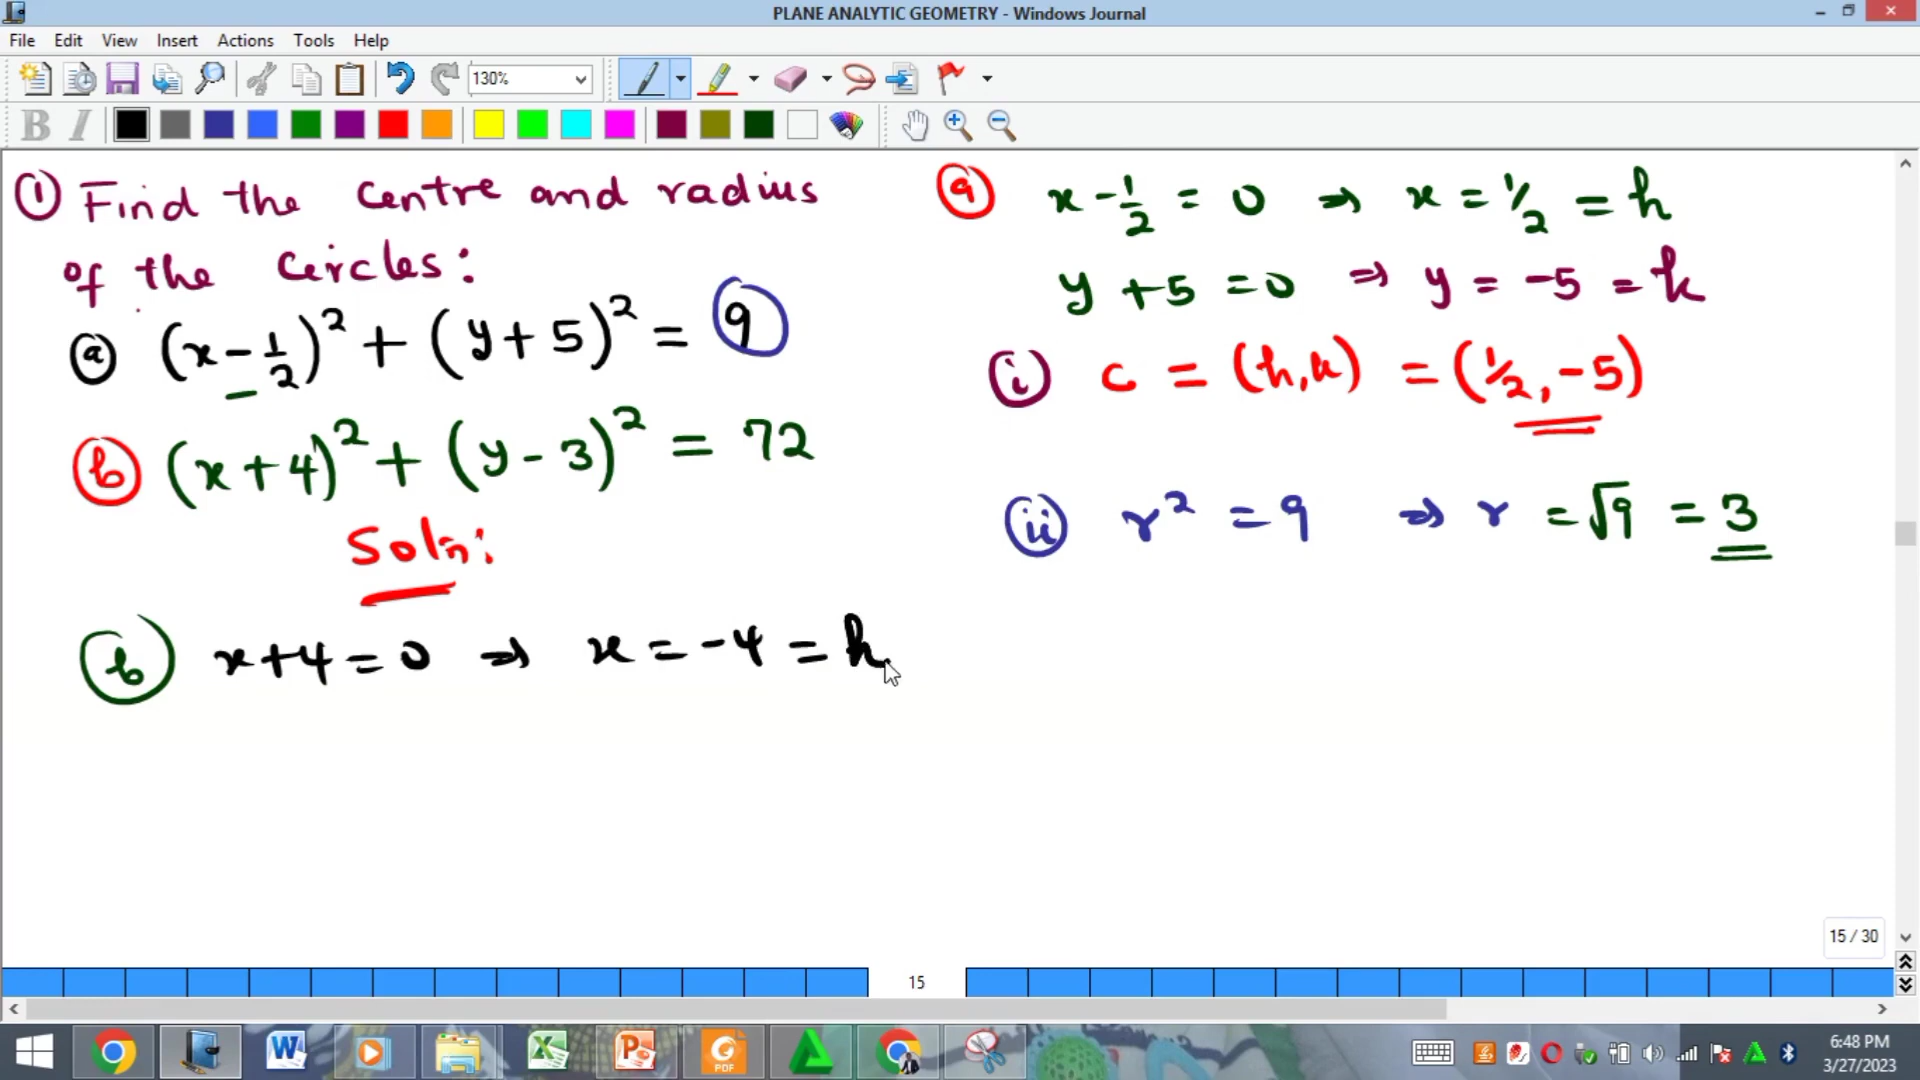 PLANE ANALYTIC GEOMETRY - Windows Journal
File Edit View Insert Actions Tools Help
130%
B I
① Find the centre and radius
of the circles:
ⓐ (x - 1/2)² + (y + 5)² = 9
ⓑ (x + 4)² + (y - 3)² = 72
Soln:
ⓑ x + 4 = 0 ⇒ x = -4 = h
ⓐ x - 1/2 = 0 ⇒ x = 1/2 = h
y + 5 = 0 ⇒ y = -5 = k
ⓘ c = (h, k) = (1/2, -5)
(ii) r² = 9 ⇒ r = √9 = 3
15 / 30
15
PDF
6:48 PM
3/27/2023